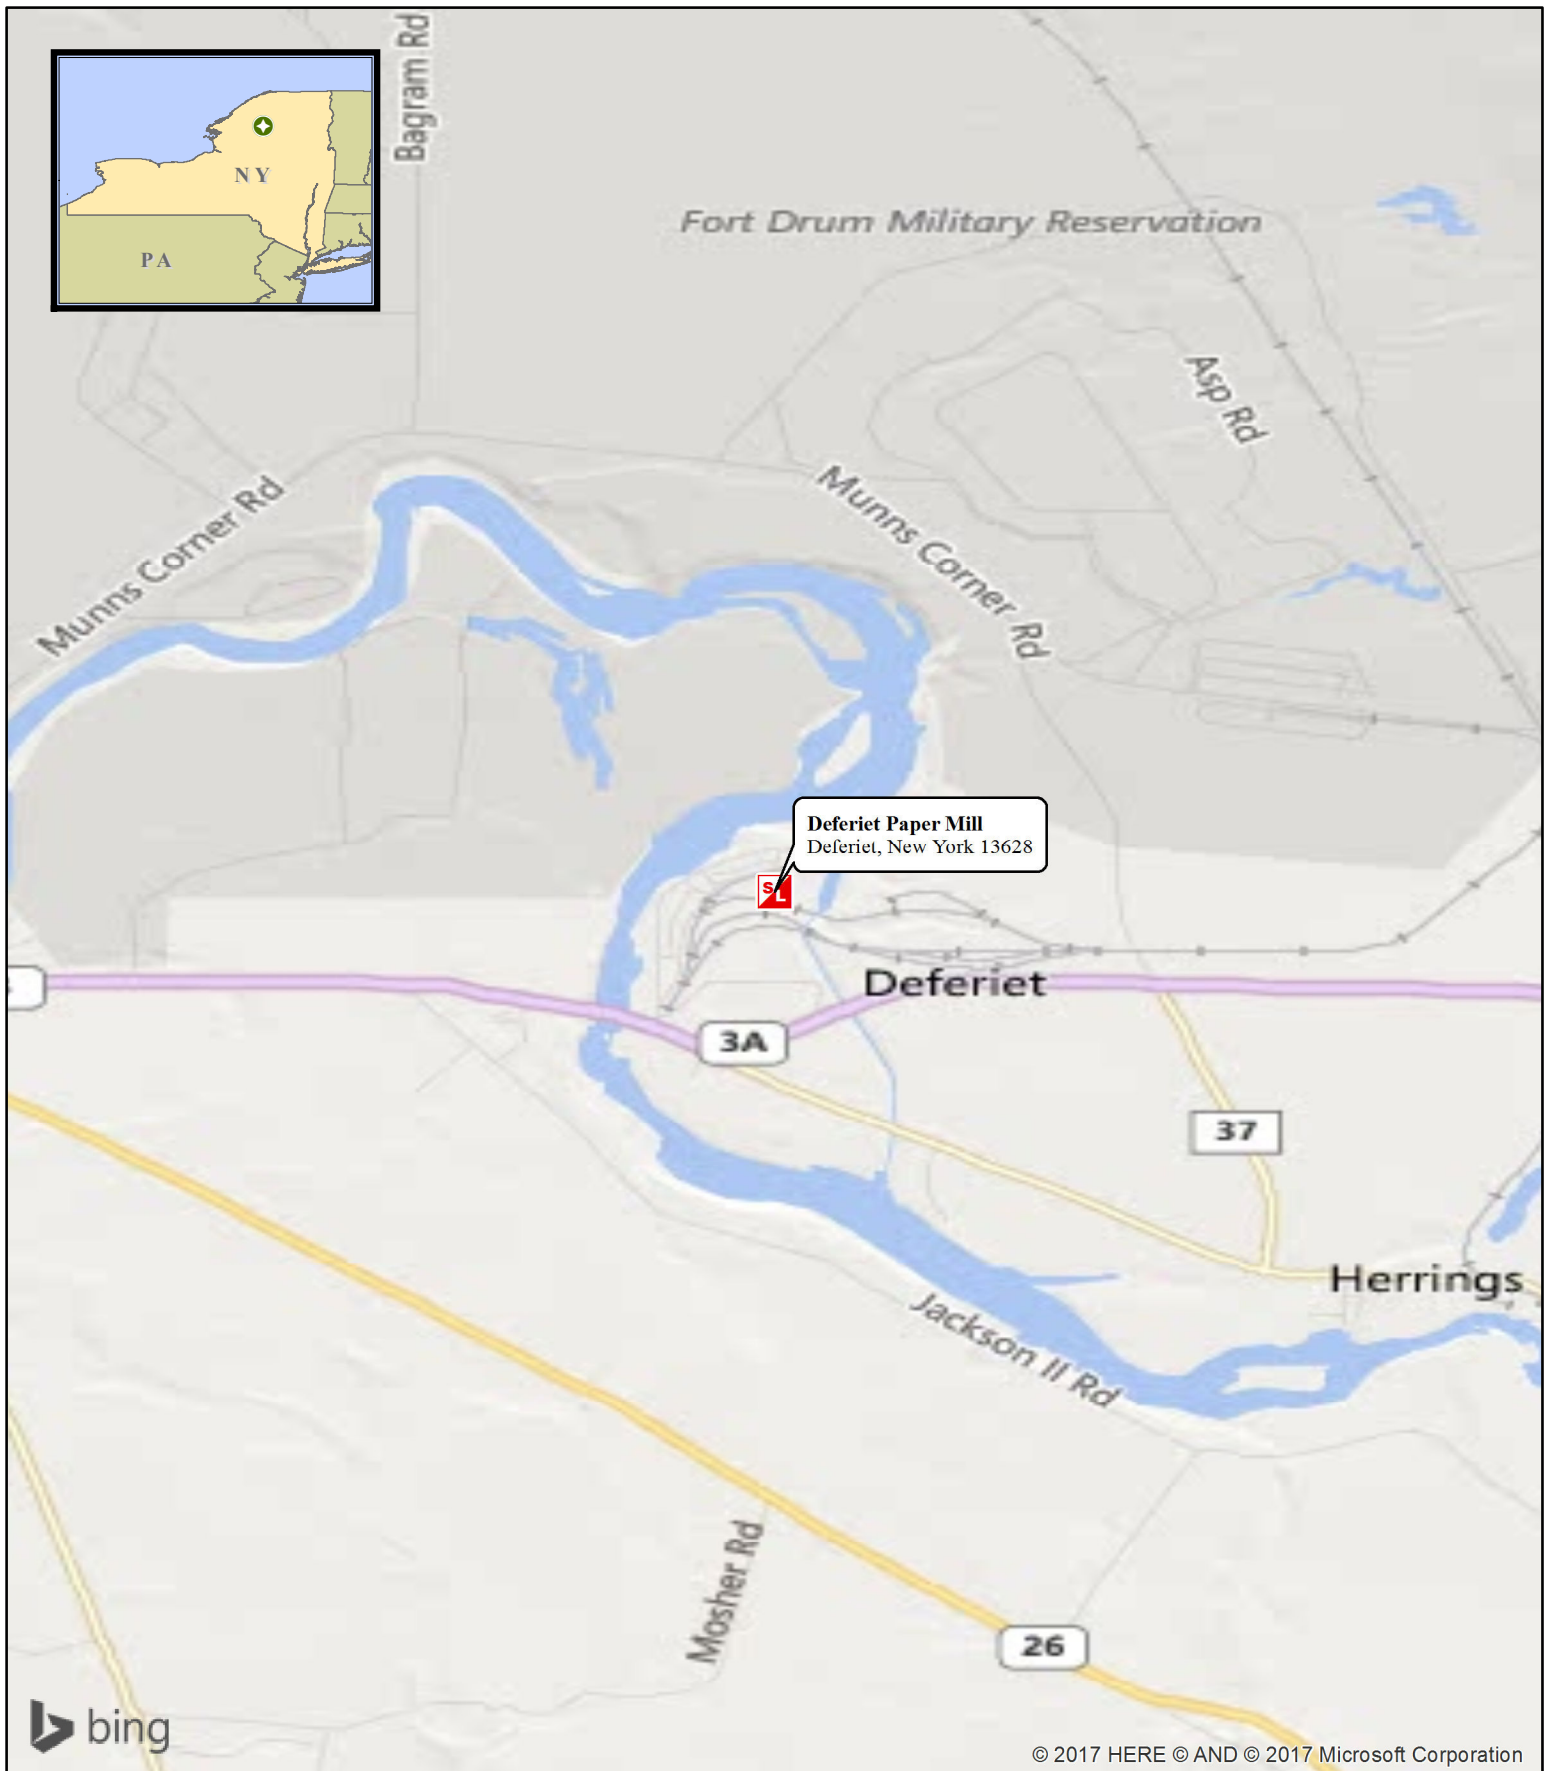 Bagram Rd
NY
PA
Fort Drum Military Reservation
Asp Rd
Munns Corner Rd
Munns Corner Rd
Deferiet Paper Mill
Deferiet, New York 13628
S
L
Deferiet
3A
37
Herrings
Jackson II Rd
Mosher Rd
26
bing
© 2017 HERE © AND © 2017 Microsoft Corporation